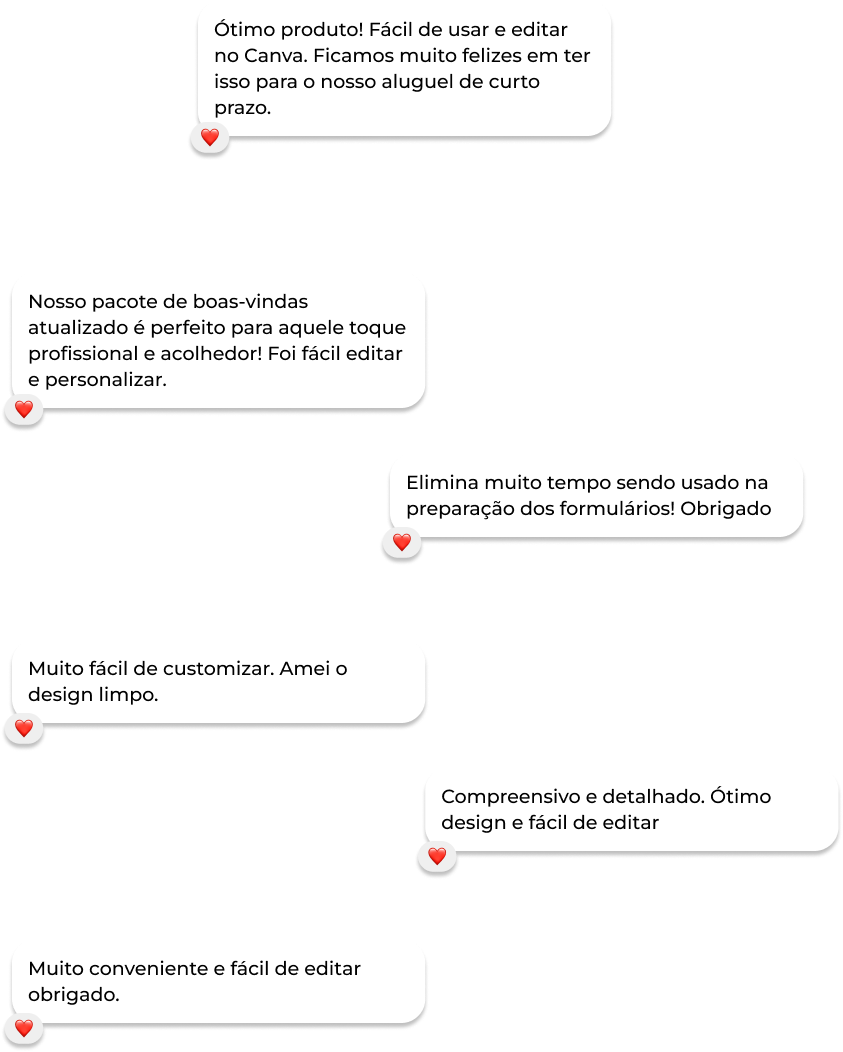 Ótimo produto! Fácil de usar e editar
no Canva. Ficamos muito felizes em ter
isso para o nosso aluguel de curto
prazo.
Nosso pacote de boas-vindas
atualizado é perfeito para aquele toque
profissional e acolhedor! Foi fácil editar
e personalizar.
Elimina muito tempo sendo usado na
preparação dos formulários! Obrigado
Muito fácil de customizar. Amei o
design limpo.
Compreensivo e detalhado. Ótimo
design e fácil de editar
Muito conveniente e fácil de editar
obrigado.